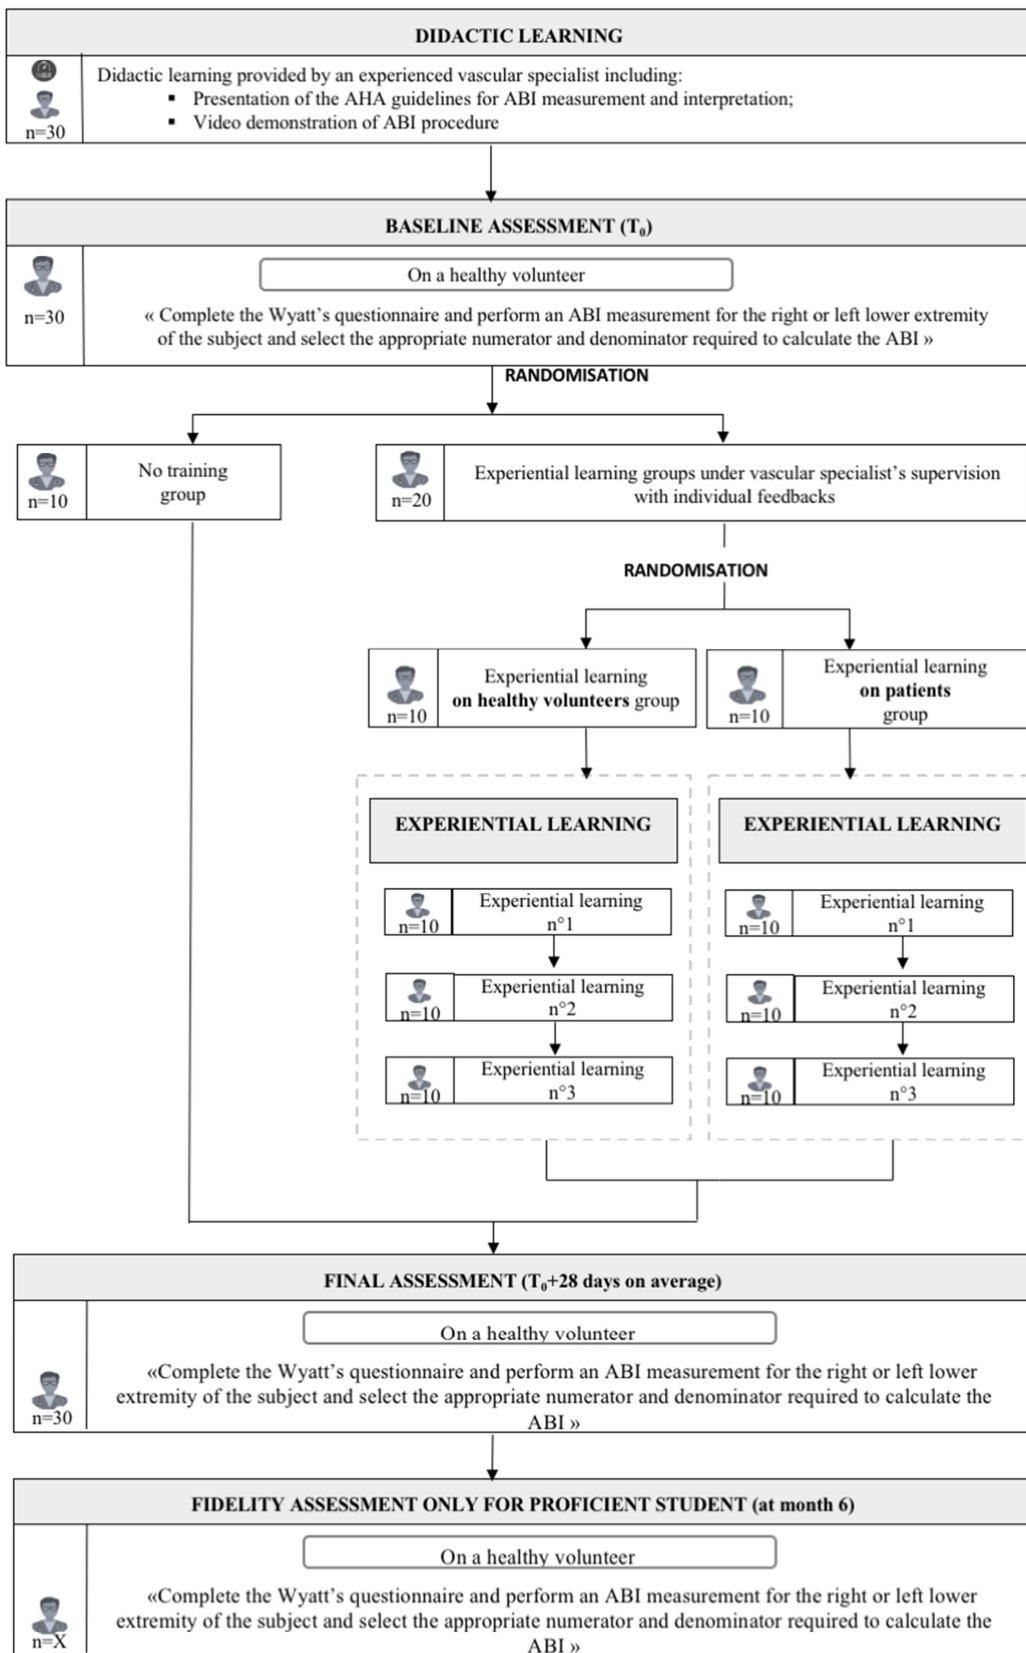 DIDACTIC LEARNING
Didactic learning provided by an experienced vascular specialist including:
▪ Presentation of the AHA guidelines for ABI measurement and interpretation;
▪ Video demonstration of ABI procedure
n=30
BASELINE ASSESSMENT (T₀)
On a healthy volunteer
n=30
« Complete the Wyatt’s questionnaire and perform an ABI measurement for the right or left lower extremity
of the subject and select the appropriate numerator and denominator required to calculate the ABI »
RANDOMISATION
n=10
No training
group
n=20
Experiential learning groups under vascular specialist’s supervision
with individual feedbacks
RANDOMISATION
n=10
Experiential learning
on healthy volunteers group
n=10
Experiential learning
on patients
group
EXPERIENTIAL LEARNING
n=10
Experiential learning
n°1
n=10
Experiential learning
n°2
n=10
Experiential learning
n°3
EXPERIENTIAL LEARNING
n=10
Experiential learning
n°1
n=10
Experiential learning
n°2
n=10
Experiential learning
n°3
FINAL ASSESSMENT (T₀+28 days on average)
On a healthy volunteer
n=30
«Complete the Wyatt’s questionnaire and perform an ABI measurement for the right or left lower
extremity of the subject and select the appropriate numerator and denominator required to calculate the
ABI »
FIDELITY ASSESSMENT ONLY FOR PROFICIENT STUDENT (at month 6)
On a healthy volunteer
n=X
«Complete the Wyatt’s questionnaire and perform an ABI measurement for the right or left lower
extremity of the subject and select the appropriate numerator and denominator required to calculate the
ABI »